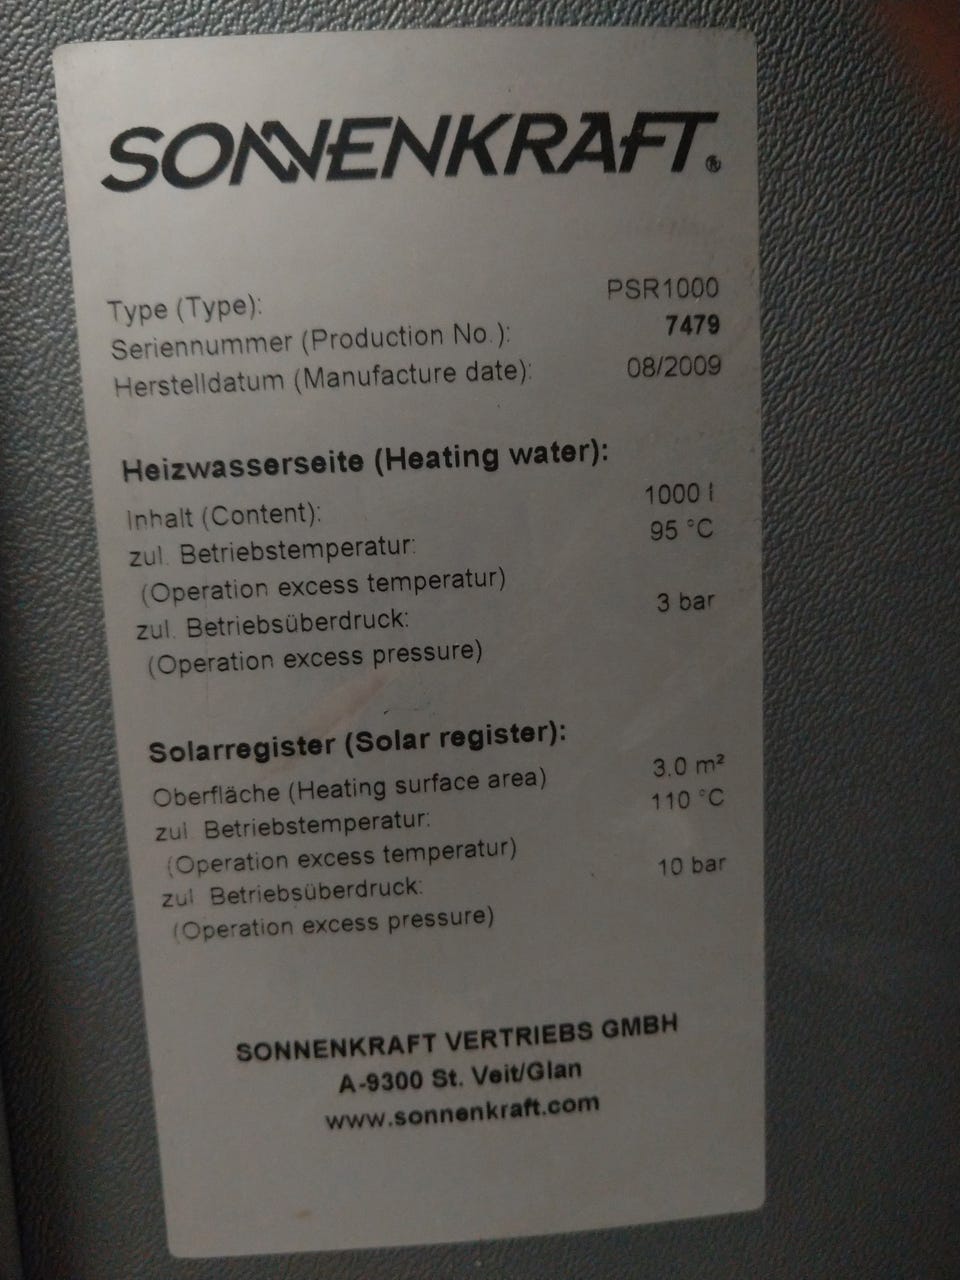 SONNENKRAFT®
Type (Type): PSR1000
Seriennummer (Production No.): 7479
Herstelldatum (Manufacture date): 08/2009
Heizwasserseite (Heating water):
Inhalt (Content): 1000 l
zul. Betriebstemperatur: 95 °C
(Operation excess temperatur)
zul. Betriebsüberdruck: 3 bar
(Operation excess pressure)
Solarregister (Solar register):
Oberfläche (Heating surface area) 3.0 m²
zul. Betriebstemperatur: 110 °C
(Operation excess temperatur)
zul. Betriebsüberdruck: 10 bar
(Operation excess pressure)
SONNENKRAFT VERTRIEBS GMBH
A-9300 St. Veit/Glan
www.sonnenkraft.com